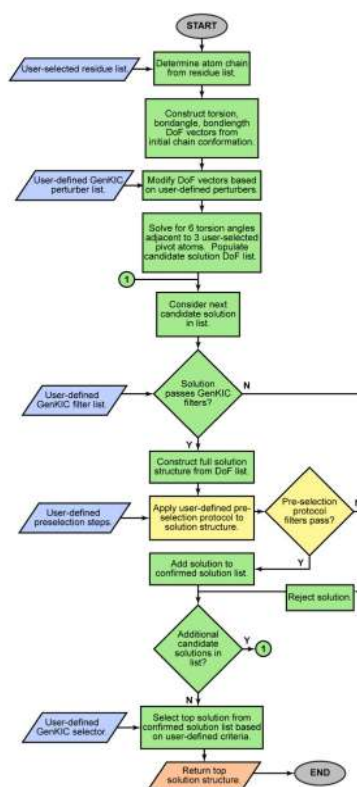 START
User-selected residue list.
Determine atom chain
from residue list.
Construct torsion,
bondangle, bondlength
DoF vectors from
initial chain conformation.
User-defined GenKIC
perturber list.
Modify DoF vectors based
on user-defined perturbers.
Solve for 6 torsion angles
adjacent to 3 user-selected
pivot atoms. Populate
candidate solution DoF list.
1
Consider next
candidate solution
in list.
User-defined
GenKIC filter list.
Solution
passes GenKIC
filters?
N
Y
Construct full solution
structure from DoF list.
User-defined
preselection steps.
Apply user-defined pre-
selection protocol to
solution structure.
Pre-selection
protocol
filters pass?
Y
Add solution to
confirmed solution list.
Reject solution.
Additional
candidate
solutions in
list?
Y
1
N
User-defined
GenKIC selector.
Select top solution from
confirmed solution list based
on user-defined criteria.
Return top
solution structure.
END